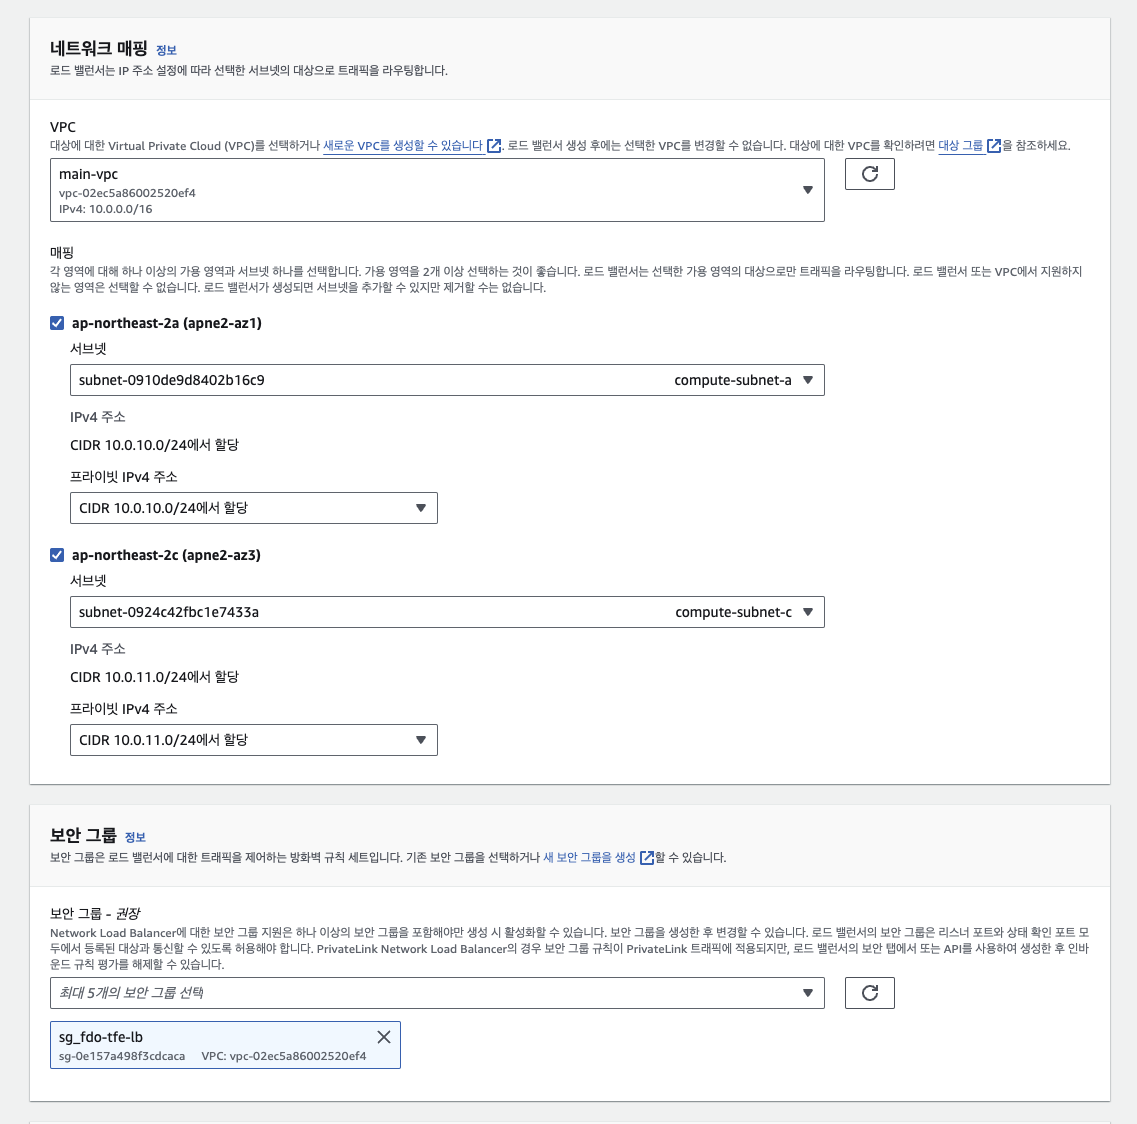 네트워크 매핑 정보
로드 밸런서는 IP 주소 설정에 따라 선택한 서브넷의 대상으로 트래픽을 라우팅합니다.
VPC
대상에 대한 Virtual Private Cloud (VPC)를 선택하거나 새로운 VPC를 생성할 수 있습니다. 로드 밸런서 생성 후에는 선택한 VPC를 변경할 수 없습니다. 대상에 대한 VPC를 확인하려면 대상 그룹을 참조하세요.
main-vpc
vpc-02ec5a86002520ef4
IPv4: 10.0.0.0/16
매핑
각 영역에 대해 하나 이상의 가용 영역과 서브넷 하나를 선택합니다. 가용 영역을 2개 이상 선택하는 것이 좋습니다. 로드 밸런서는 선택한 가용 영역의 대상으로만 트래픽을 라우팅합니다. 로드 밸런서 또는 VPC에서 지원하지
않는 영역은 선택할 수 없습니다. 로드 밸런서가 생성되면 서브넷을 추가할 수 있지만 제거할 수는 없습니다.
ap-northeast-2a (apne2-az1)
서브넷
subnet-0910de9d8402b16c9 compute-subnet-a
IPv4 주소
CIDR 10.0.10.0/24에서 할당
프라이빗 IPv4 주소
CIDR 10.0.10.0/24에서 할당
ap-northeast-2c (apne2-az3)
서브넷
subnet-0924c42fbc1e7433a compute-subnet-c
IPv4 주소
CIDR 10.0.11.0/24에서 할당
프라이빗 IPv4 주소
CIDR 10.0.11.0/24에서 할당
보안 그룹 정보
보안 그룹은 로드 밸런서에 대한 트래픽을 제어하는 방화벽 규칙 세트입니다. 기존 보안 그룹을 선택하거나 새 보안 그룹을 생성할 수 있습니다.
보안 그룹 - 권장
Network Load Balancer에 대한 보안 그룹 지원은 하나 이상의 보안 그룹을 포함해야만 생성 시 활성화할 수 있습니다. 보안 그룹을 생성한 후 변경할 수 있습니다. 로드 밸런서의 보안 그룹은 리스너 포트와 상태 확인 포트 모
두에서 등록된 대상과 통신할 수 있도록 허용해야 합니다. PrivateLink Network Load Balancer의 경우 보안 그룹 규칙이 PrivateLink 트래픽에 적용되지만, 로드 밸런서의 보안 탭에서 또는 API를 사용하여 생성한 후 인바
운드 규칙 평가를 해제할 수 있습니다.
최대 5개의 보안 그룹 선택
sg_fdo-tfe-lb
sg-0e157a498f3cdcaca VPC: vpc-02ec5a86002520ef4